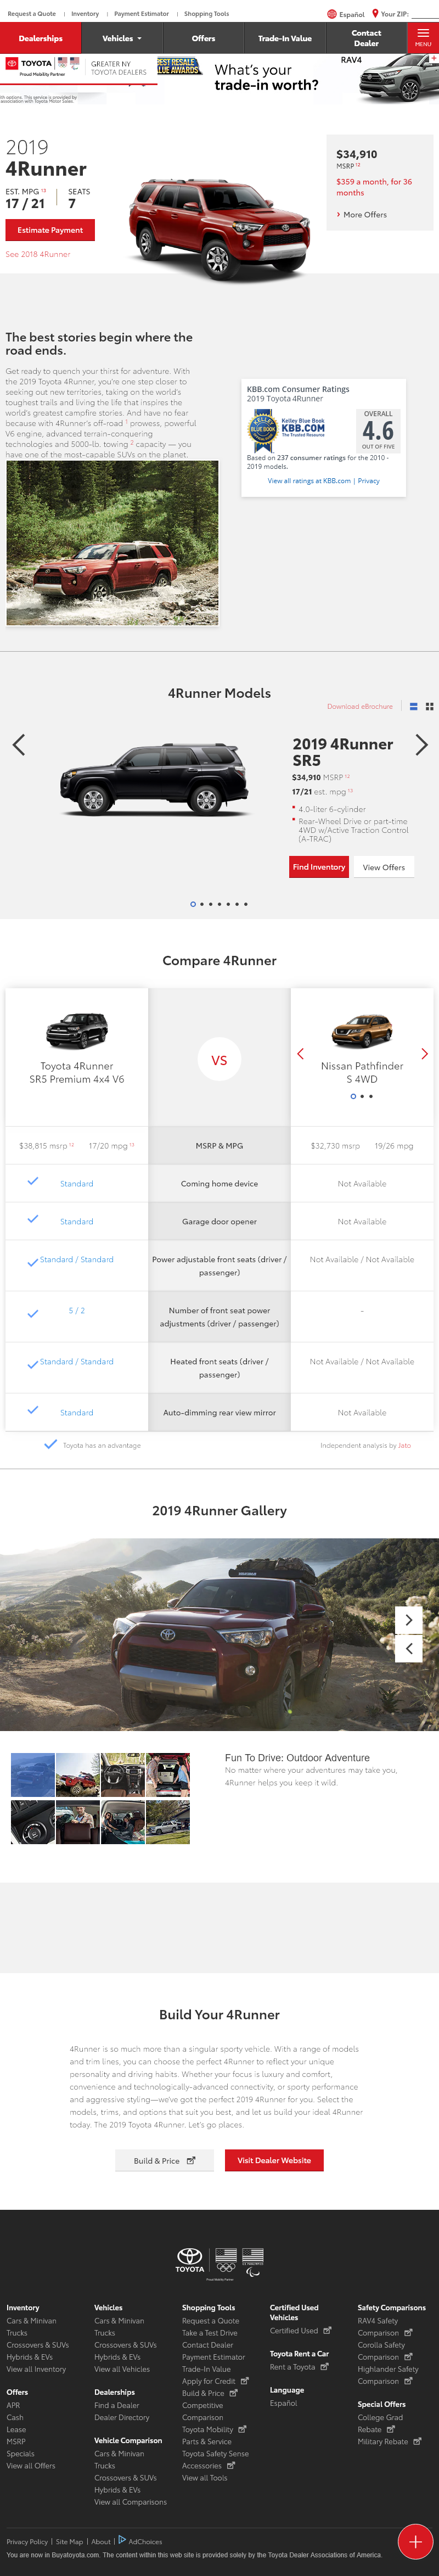 Request a Quote | Inventory | Payment Estimator | Shopping Tools
Español Your ZIP:
Dealerships Vehicles Offers Trade-In Value Contact Dealer MENU
TOYOTA
Proud Mobility Partner
GREATER NY
TOYOTA DEALERS
BEST RESALE
VALUE AWARDS
What's your
trade-in worth?
RAV4
th options. This service is provided by
association with Toyota Motor Sales.
2019
4Runner
EST. MPG 13 SEATS
17 / 21 7
Estimate Payment
See 2018 4Runner
$34,910
MSRP 12
$359 a month, for 36
months
More Offers
The best stories begin where the
road ends.
Get ready to quench your thirst for adventure. With
the 2019 Toyota 4Runner, you're one step closer to
seeking out new territories, taking on the world's
toughest trails and living the life that inspires the
world's greatest campfire stories. And have no fear
because with 4Runner's off-road 1 prowess, powerful
V6 engine, advanced terrain-conquering
technologies and 5000-lb. towing 2 capacity — you
have one of the most-capable SUVs on the planet.
KBB.com Consumer Ratings
2019 Toyota 4Runner
Kelley Blue Book
KBB.COM
The Trusted Resource
OVERALL
4.6
OUT OF FIVE
Based on 237 consumer ratings for the 2010 -
2019 models.
View all ratings at KBB.com | Privacy
4Runner Models
Download eBrochure
2019 4Runner
SR5
$34,910 MSRP 12
17/21 est. mpg 13
4.0-liter 6-cylinder
Rear-Wheel Drive or part-time
4WD w/Active Traction Control
(A-TRAC)
Find Inventory View Offers
Compare 4Runner
Toyota 4Runner
SR5 Premium 4x4 V6
VS
Nissan Pathfinder
S 4WD
$38,815 msrp 12 17/20 mpg 13 MSRP & MPG $32,730 msrp 19/26 mpg
Standard Coming home device Not Available
Standard Garage door opener Not Available
Standard / Standard Power adjustable front seats (driver / passenger) Not Available / Not Available
5 / 2 Number of front seat power adjustments (driver / passenger) -
Standard / Standard Heated front seats (driver / passenger) Not Available / Not Available
Standard Auto-dimming rear view mirror Not Available
Toyota has an advantage Independent analysis by Jato
2019 4Runner Gallery
Fun To Drive: Outdoor Adventure
No matter where your adventures may take you,
4Runner helps you keep it wild.
Build Your 4Runner
4Runner is so much more than a singular sporty vehicle. With a range of models
and trim lines, you can choose the perfect 4Runner to reflect your unique
personality and driving habits. Whether your focus is luxury and comfort,
convenience and technologically-advanced connectivity, or sporty performance
and aggressive styling—we've got the perfect 2019 4Runner for you. Select the
models, trims, and options that suit you best, and let us build your ideal 4Runner
today. The 2019 Toyota 4Runner. Let's go places.
Build & Price Visit Dealer Website
TOYOTA
Inventory
Cars & Minivan
Trucks
Crossovers & SUVs
Hybrids & EVs
View all Inventory
Offers
APR
Cash
Lease
MSRP
Specials
View all Offers
Vehicles
Cars & Minivan
Trucks
Crossovers & SUVs
Hybrids & EVs
View all Vehicles
Dealerships
Find a Dealer
Dealer Directory
Vehicle Comparison
Cars & Minivan
Trucks
Crossovers & SUVs
Hybrids & EVs
View all Comparisons
Shopping Tools
Request a Quote
Take a Test Drive
Contact Dealer
Payment Estimator
Trade-In Value
Apply for Credit
Build & Price
Competitive
Comparison
Toyota Mobility
Parts & Service
Toyota Safety Sense
Accessories
View all Tools
Certified Used
Vehicles
Certified Used
Toyota Rent a Car
Rent a Toyota
Language
Español
Safety Comparisons
RAV4 Safety
Comparison
Corolla Safety
Comparison
Highlander Safety
Comparison
Special Offers
College Grad
Rebate
Military Rebate
Privacy Policy | Site Map | About | AdChoices
You are now in Buyatoyota.com. The content within this web site is provided solely by the Toyota Dealer Associations of America.